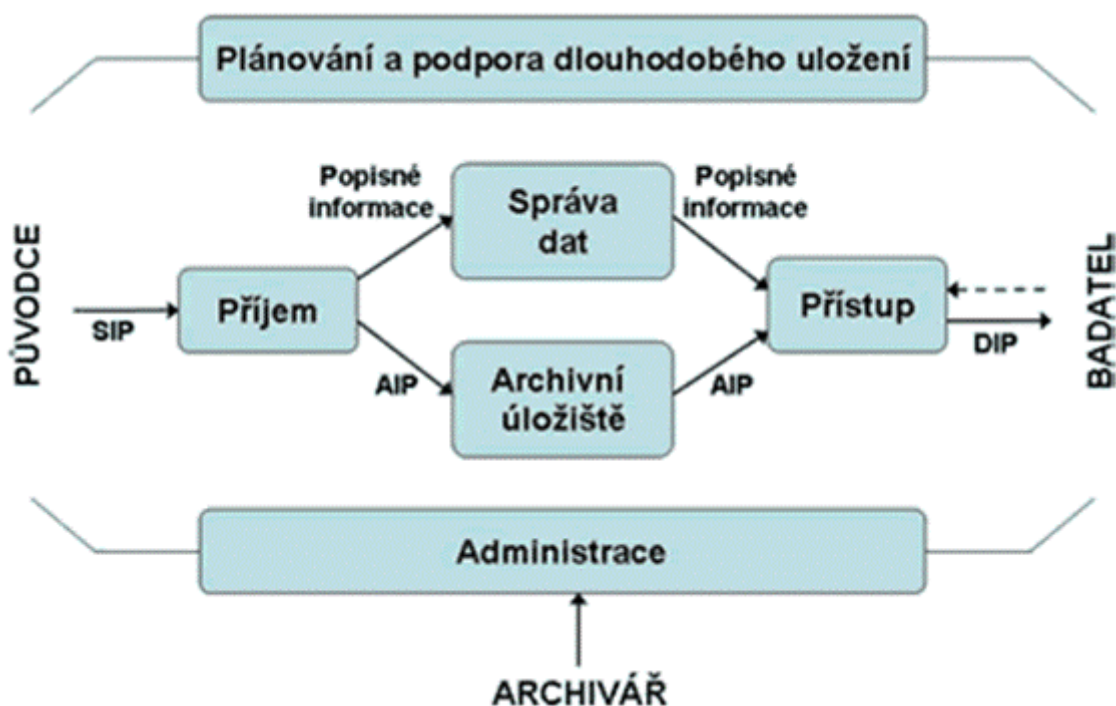 Plánování a podpora dlouhodobého uložení
PŮVODCE
SIP
Příjem
Popisné
informace
AIP
Správa
dat
Archivní
úložiště
Popisné
informace
AIP
Přístup
DIP
BADATEL
Administrace
ARCHIVÁŘ